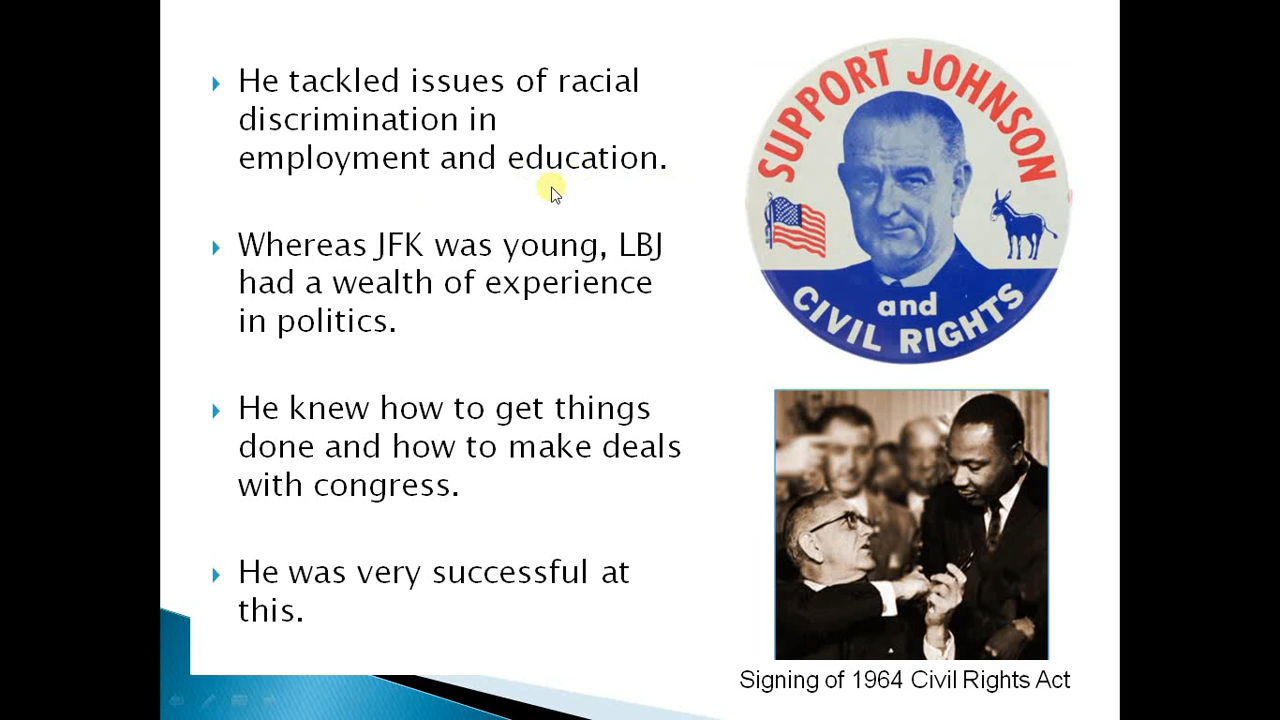 He tackled issues of racial
discrimination in
employment and education.
Whereas JFK was young, LBJ
had a wealth of experience
in politics.
He knew how to get things
done and how to make deals
with congress.
He was very successful at
this.
SUPPORT JOHNSON
and
CIVIL RIGHTS
Signing of 1964 Civil Rights Act